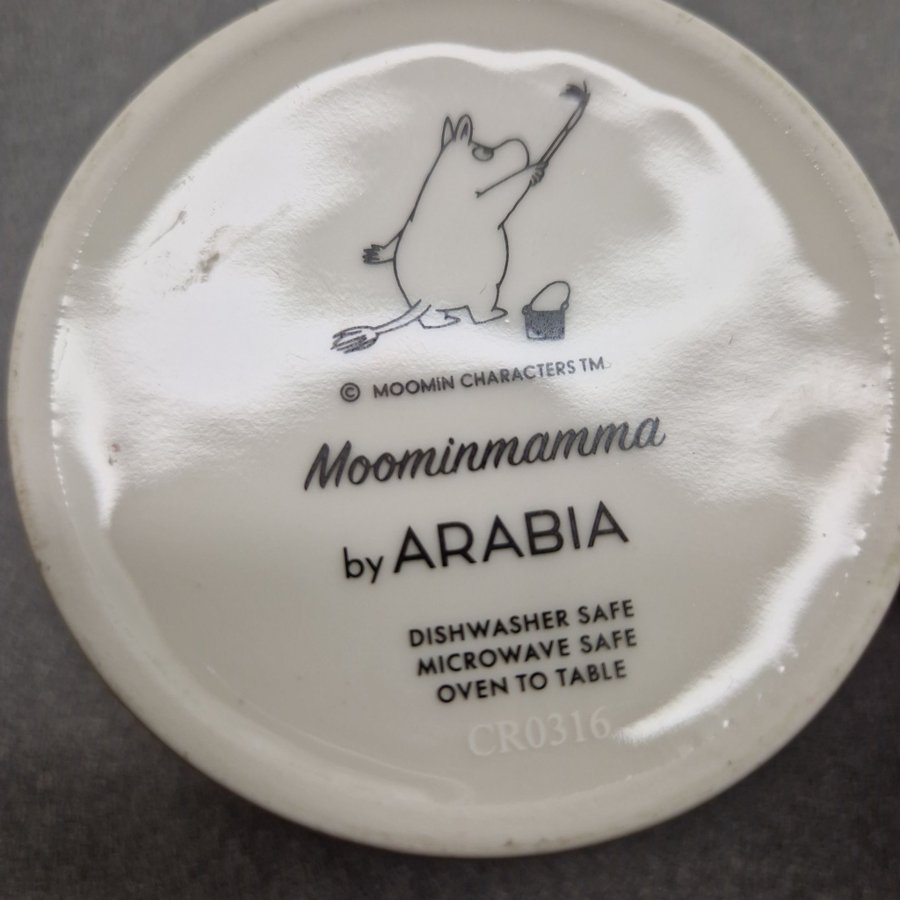 © MOOMIN CHARACTERS TM
Moominmamma
by ARABIA
DISHWASHER SAFE
MICROWAVE SAFE
OVEN TO TABLE
CR0316